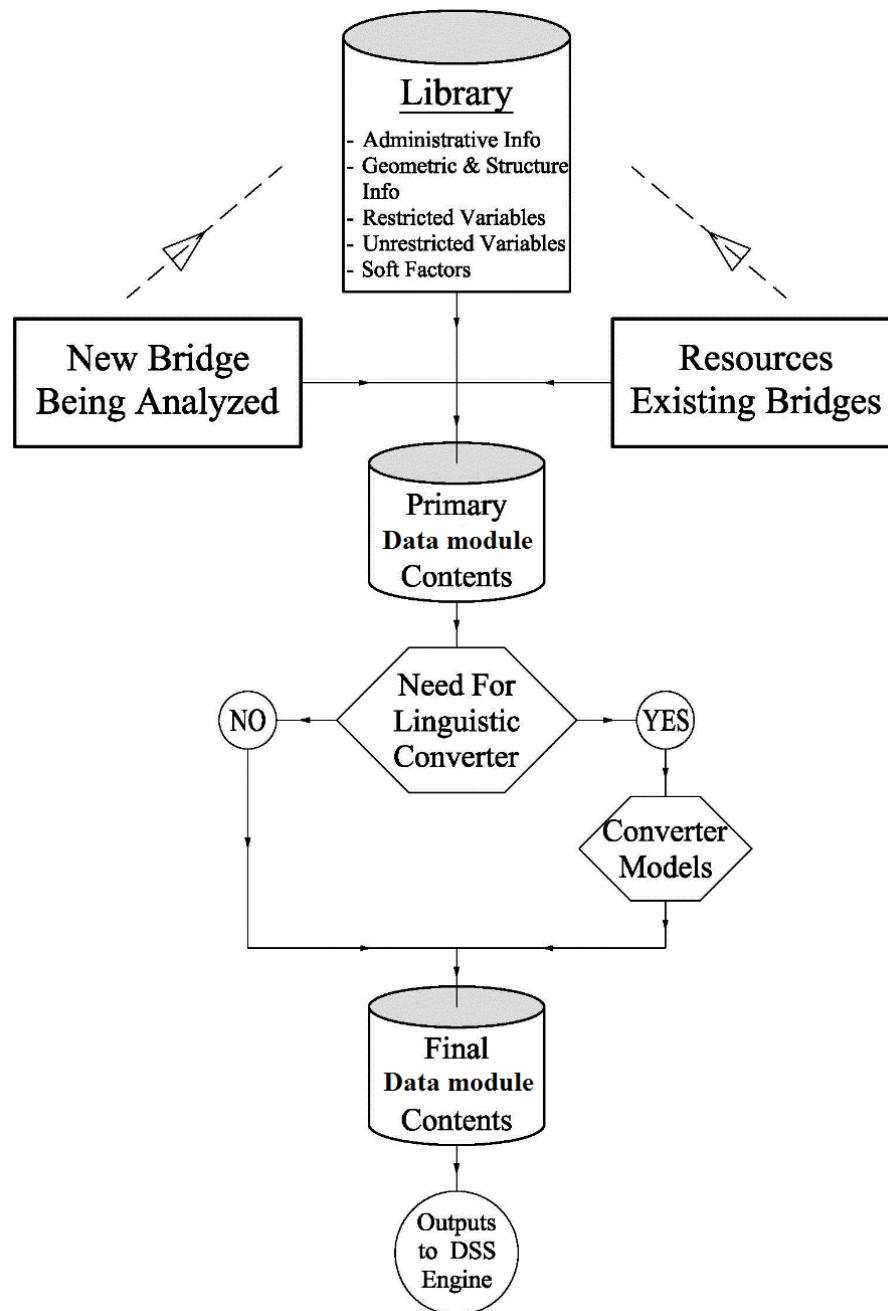 Library
- Administrative Info
- Geometric & Structure
Info
- Restricted Variables
- Unrestricted Variables
- Soft Factors
New Bridge
Being Analyzed
Resources
Existing Bridges
Primary
Data module
Contents
Need For
Linguistic
Converter
NO
YES
Converter
Models
Final
Data module
Contents
Outputs
to DSS
Engine